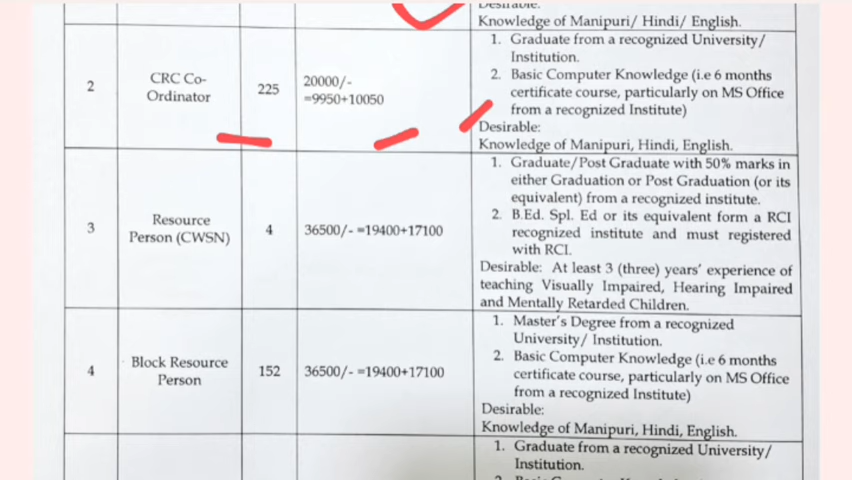 Desirable:
Knowledge of Manipuri/ Hindi/ English.
2
CRC Co-
Ordinator
225
20000/-
=9950+10050
1. Graduate from a recognized University/
Institution.
2. Basic Computer Knowledge (i.e 6 months
certificate course, particularly on MS Office
from a recognized Institute)
Desirable:
Knowledge of Manipuri, Hindi, English.
3
Resource
Person (CWSN)
4
36500/- =19400+17100
1. Graduate/Post Graduate with 50% marks in
either Graduation or Post Graduation (or its
equivalent) from a recognized institute.
2. B.Ed. Spl. Ed or its equivalent form a RCI
recognized institute and must registered
with RCI.
Desirable: At least 3 (three) years' experience of
teaching Visually Impaired, Hearing Impaired
and Mentally Retarded Children.
4
Block Resource
Person
152
36500/- =19400+17100
1. Master's Degree from a recognized
University/ Institution.
2. Basic Computer Knowledge (i.e 6 months
certificate course, particularly on MS Office
from a recognized Institute)
Desirable:
Knowledge of Manipuri, Hindi, English.
1. Graduate from a recognized University/
Institution.